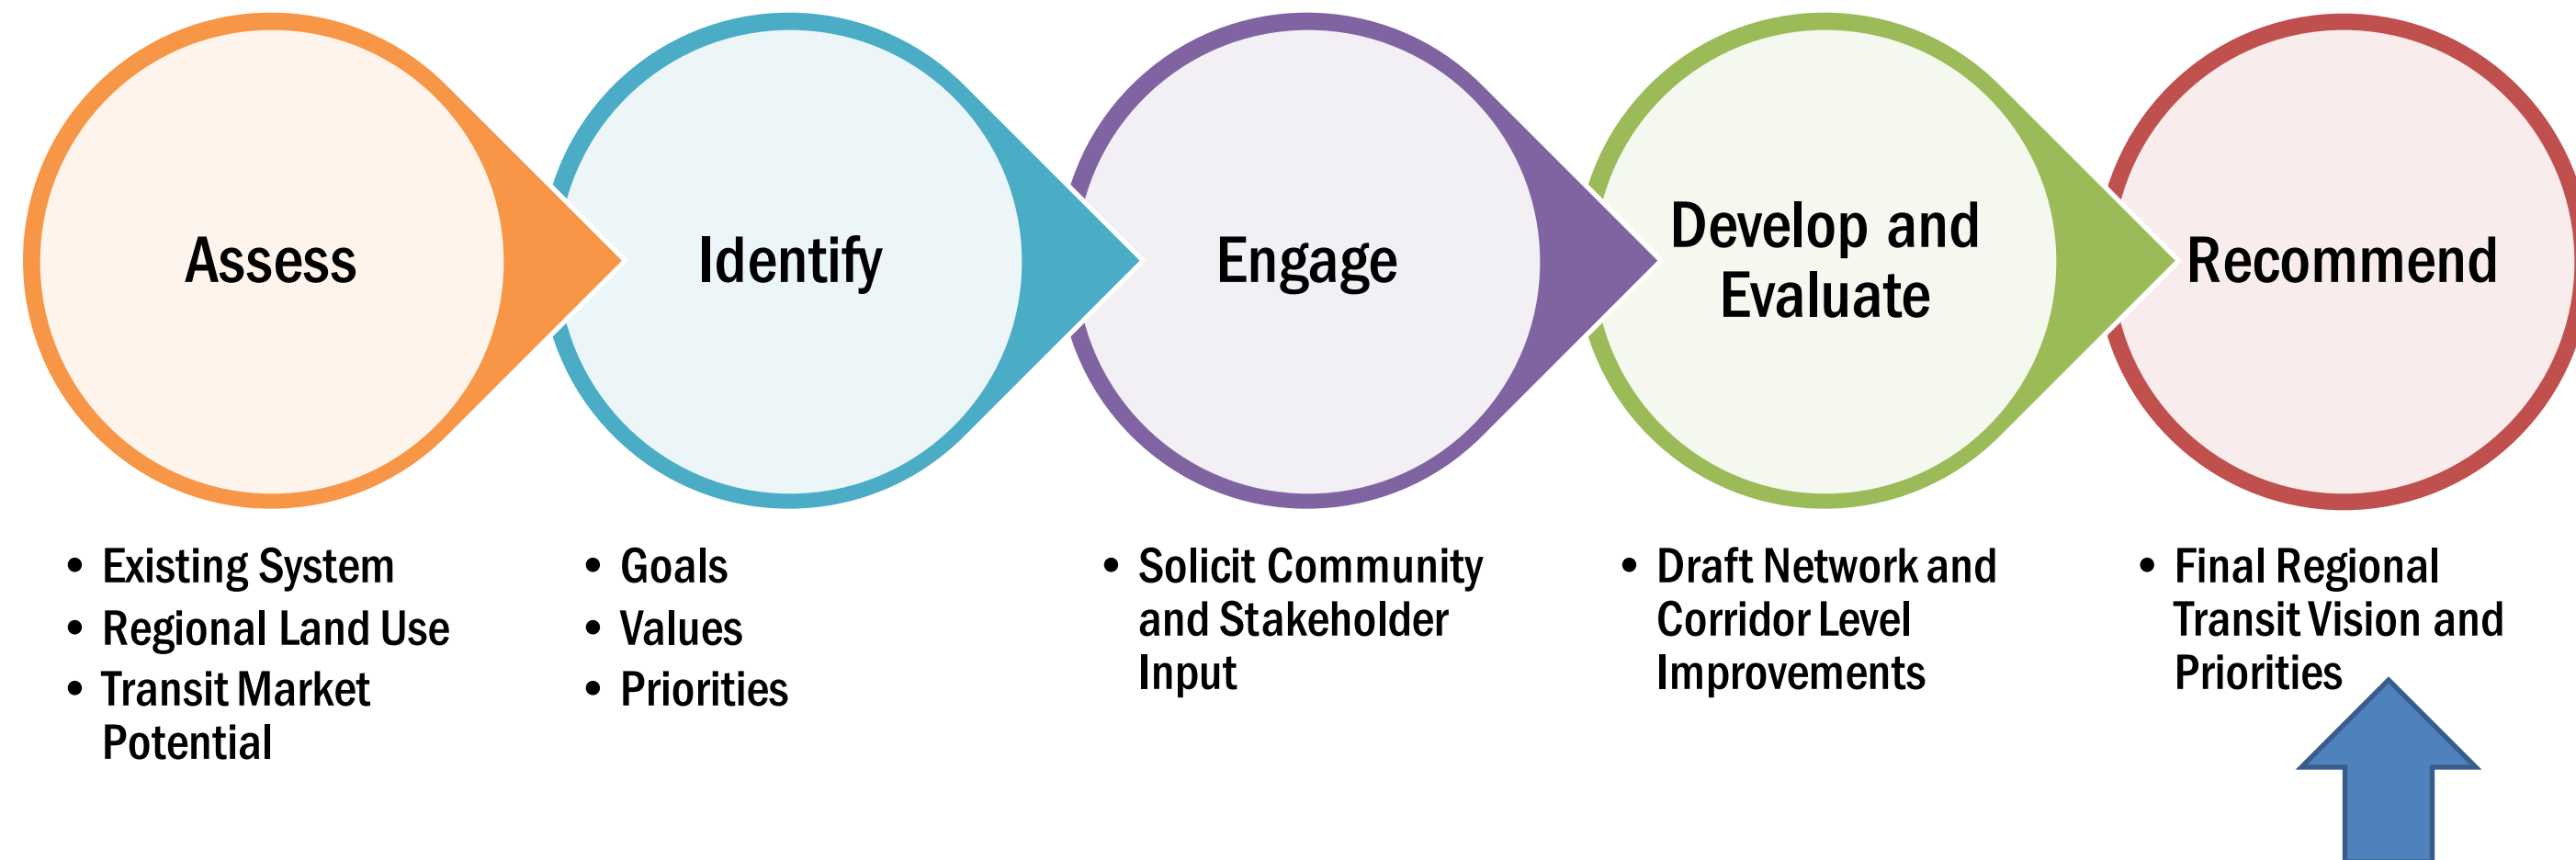 Assess
Identify
Engage
Develop and
Evaluate
Recommend
• Existing System
• Regional Land Use
• Transit Market
Potential
• Goals
• Values
• Priorities
• Solicit Community
and Stakeholder
Input
• Draft Network and
Corridor Level
Improvements
• Final Regional
Transit Vision and
Priorities